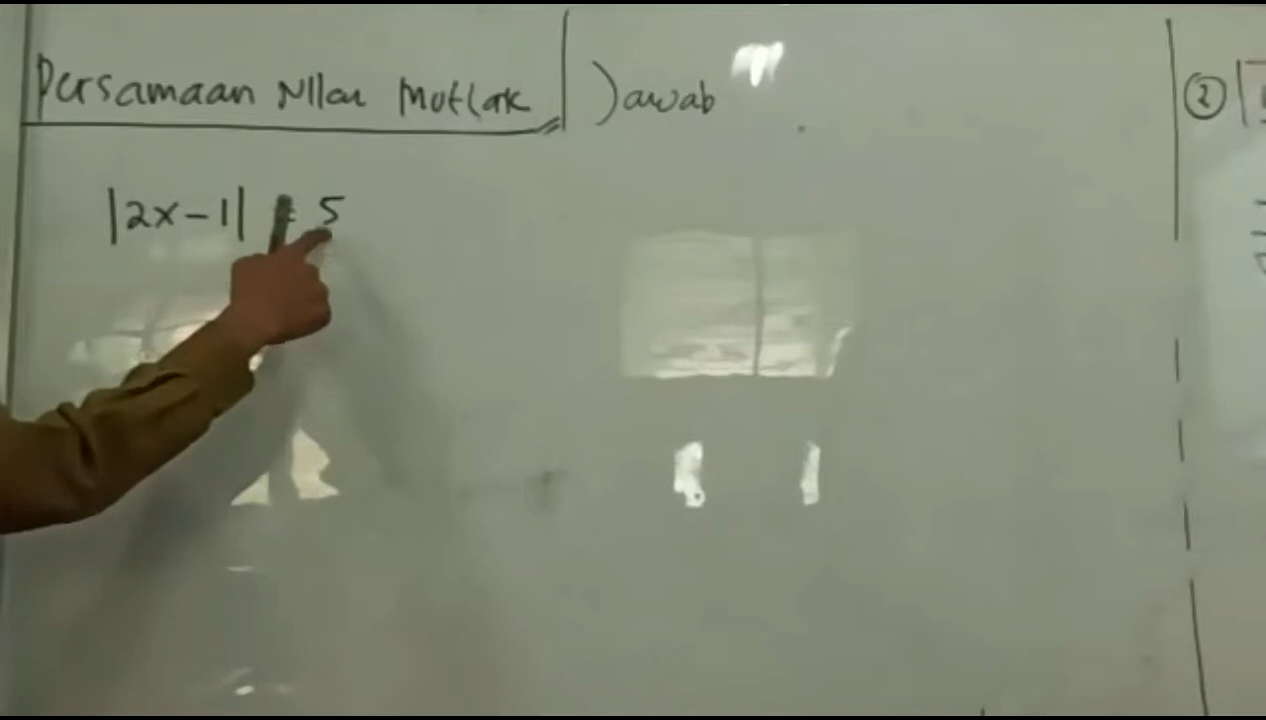 Persamaan Nilai Mutlak
Jawab
|2x-1| = 5
②